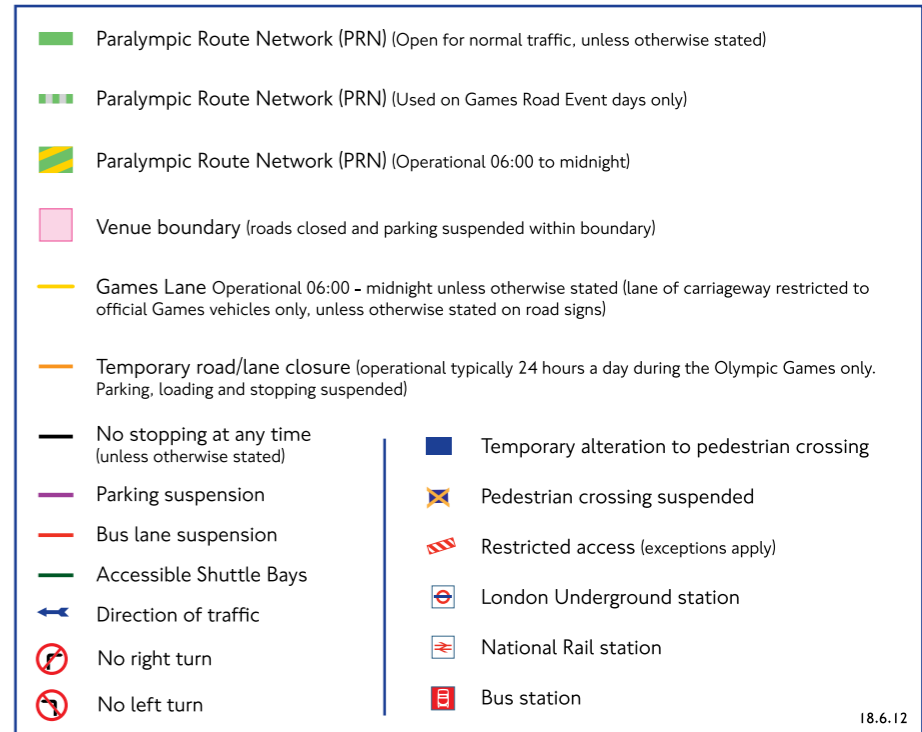 Paralympic Route Network (PRN) (Open for normal traffic, unless otherwise stated)
Paralympic Route Network (PRN) (Used on Games Road Event days only)
Paralympic Route Network (PRN) (Operational 06:00 to midnight)
Venue boundary (roads closed and parking suspended within boundary)
Games Lane Operational 06:00 – midnight unless otherwise stated (lane of carriageway restricted to
official Games vehicles only, unless otherwise stated on road signs)
Temporary road/lane closure (operational typically 24 hours a day during the Olympic Games only.
Parking, loading and stopping suspended)
No stopping at any time
(unless otherwise stated)
Parking suspension
Bus lane suspension
Accessible Shuttle Bays
Direction of traffic
No right turn
No left turn
Temporary alteration to pedestrian crossing
Pedestrian crossing suspended
Restricted access (exceptions apply)
London Underground station
National Rail station
Bus station
18.6.12